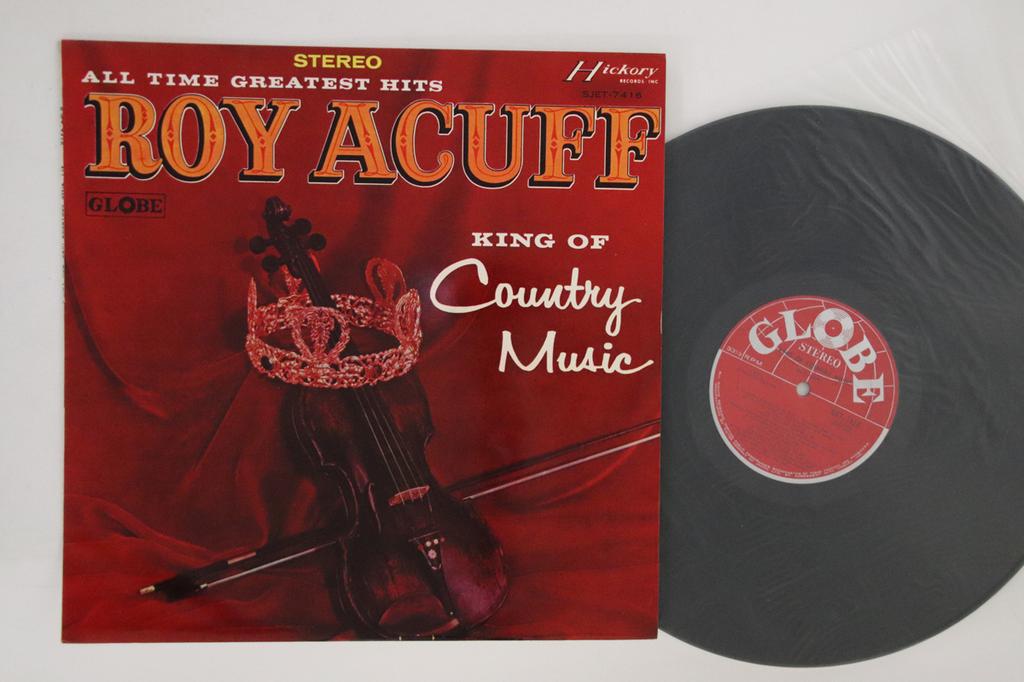 STEREO
ALL TIME GREATEST HITS
Hickory
RECORDS INC
SJET-7416
ROY ACUFF
GLOBE
KING OF
Country
Music
GLOBE
STEREO